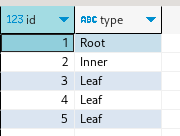 123 id ABC type
1 Root
2 Inner
3 Leaf
4 Leaf
5 Leaf